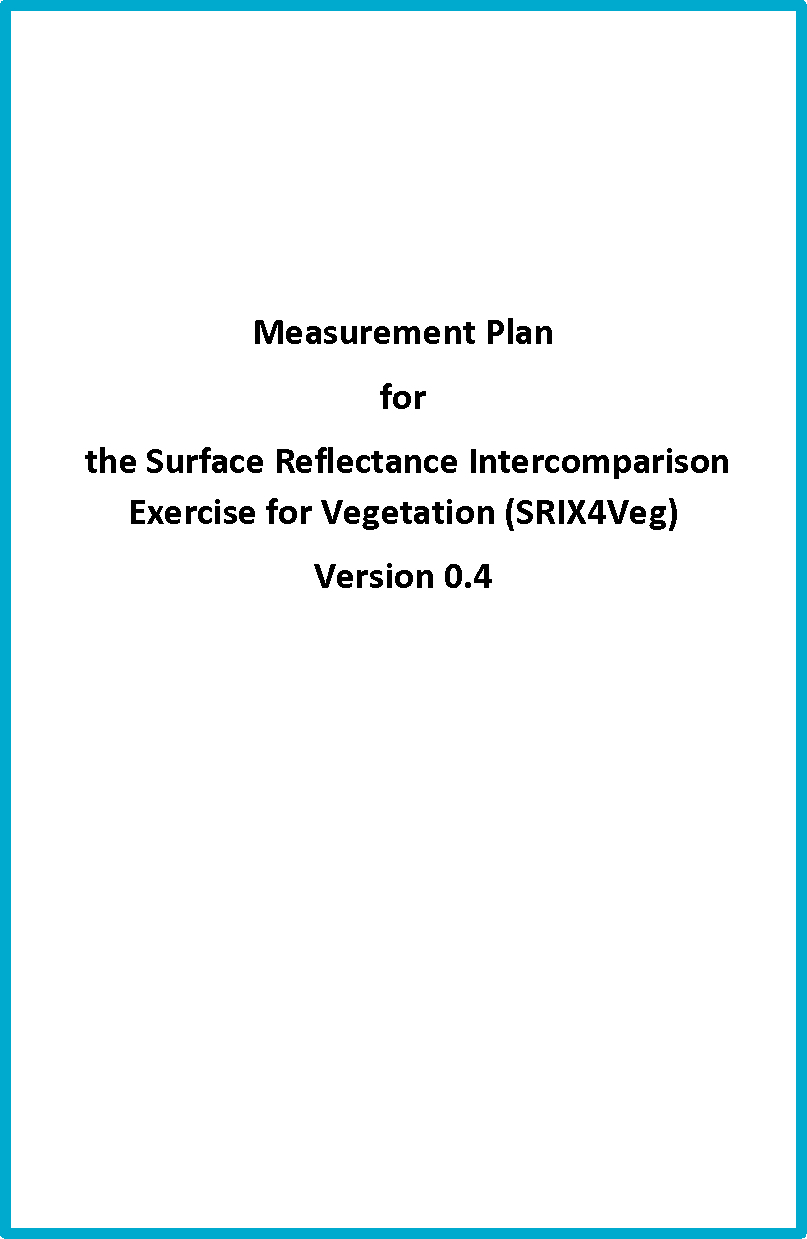 Measurement Plan
for
the Surface Reflectance Intercomparison
Exercise for Vegetation (SRIX4Veg)
Version 0.4